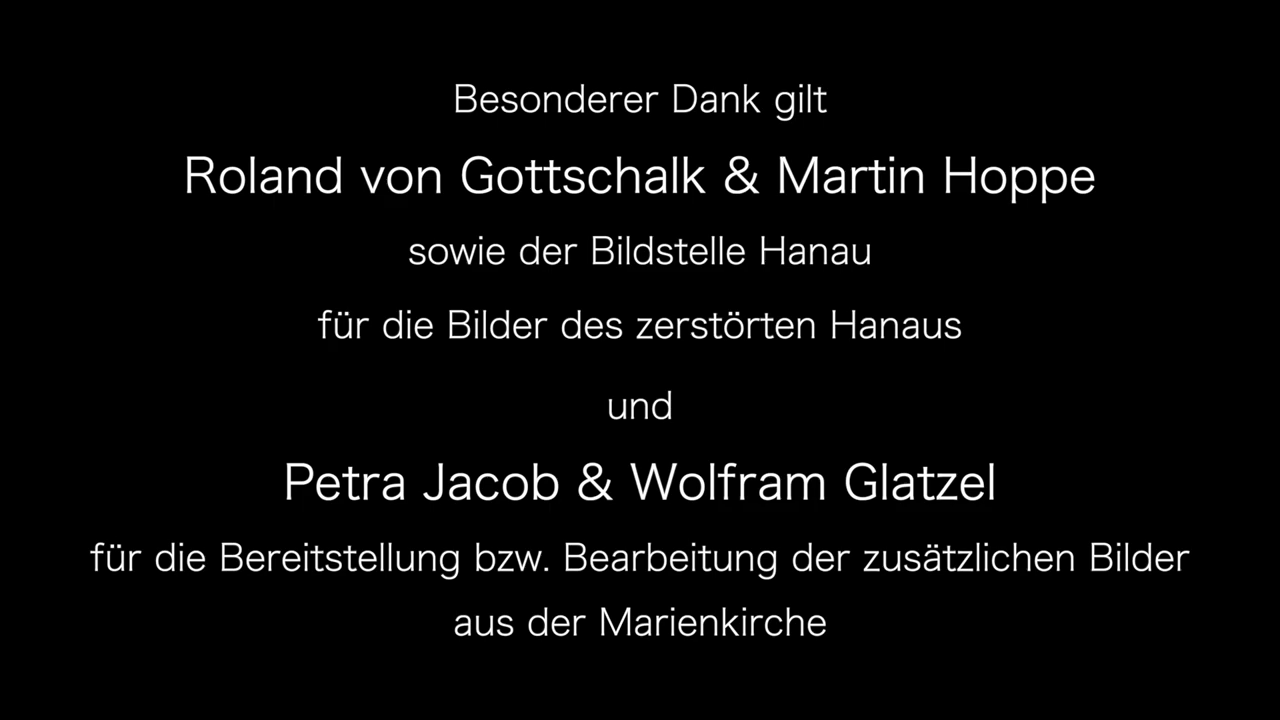 Besonderer Dank gilt
Roland von Gottschalk & Martin Hoppe
sowie der Bildstelle Hanau
für die Bilder des zerstörten Hanaus
und
Petra Jacob & Wolfram Glatzel
für die Bereitstellung bzw. Bearbeitung der zusätzlichen Bilder
aus der Marienkirche